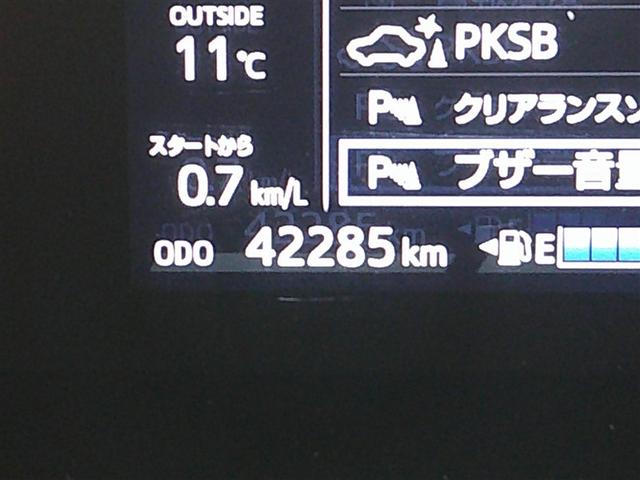 OUTSIDE
11℃
スタートから
0.7 km/L
PKSB
クリアランスソ
ブザー音量
ODO 42285 km
E